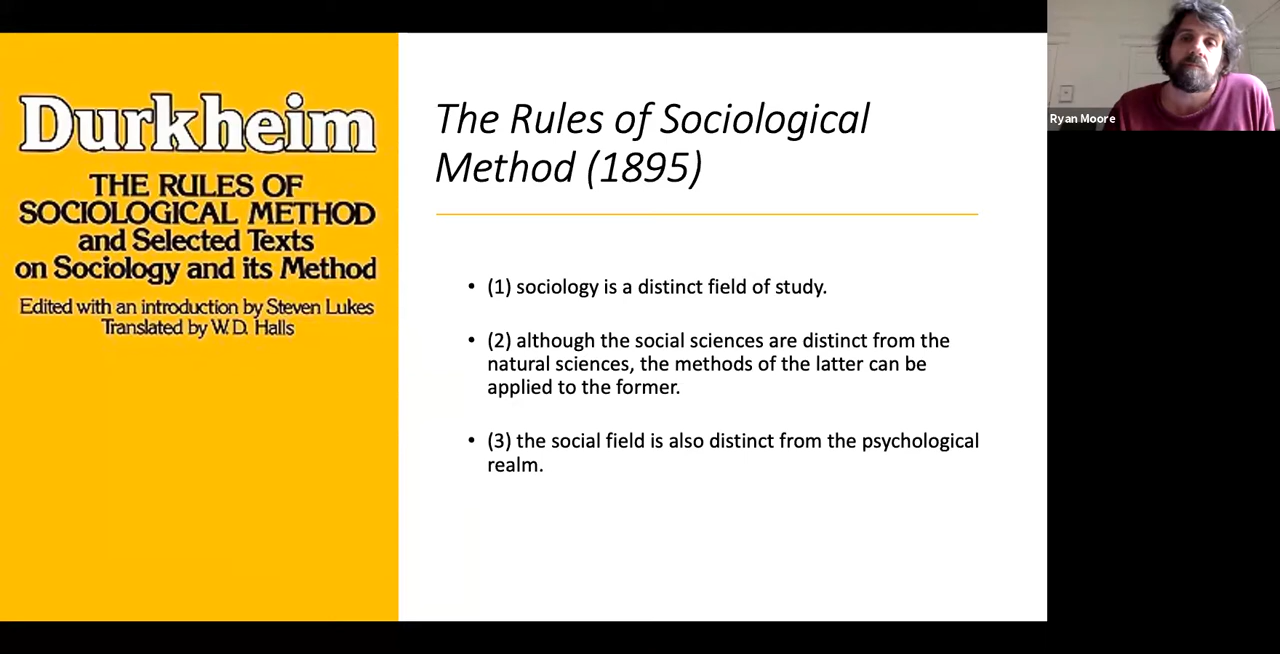 Durkheim
THE RULES OF
SOCIOLOGICAL METHOD
and Selected Texts
on Sociology and its Method
Edited with an introduction by Steven Lukes
Translated by W.D. Halls
The Rules of Sociological
Method (1895)
• (1) sociology is a distinct field of study.
• (2) although the social sciences are distinct from the
natural sciences, the methods of the latter can be
applied to the former.
• (3) the social field is also distinct from the psychological
realm.
Ryan Moore